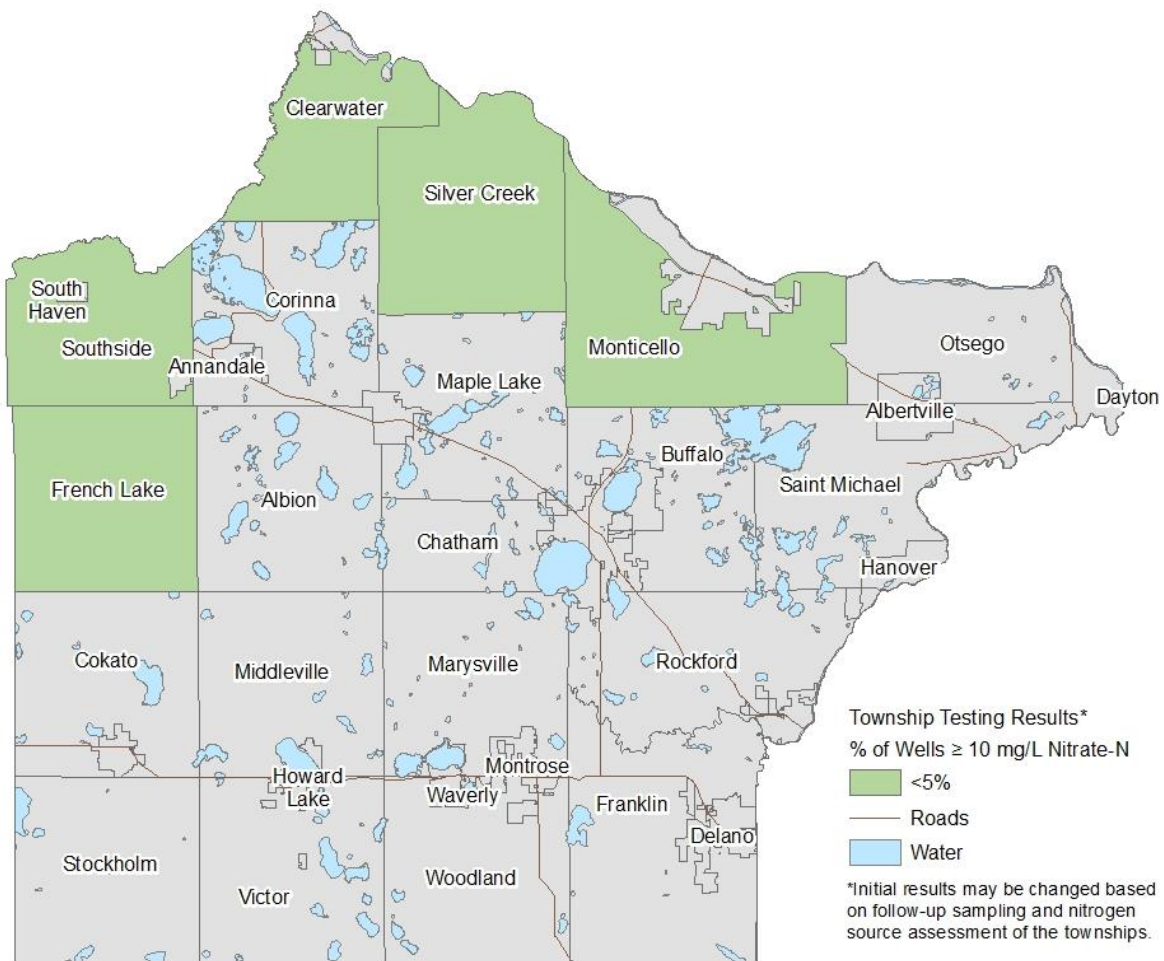 Clearwater
Silver Creek
South
Haven
Corinna
Southside
Monticello
Otsego
Annandale
Maple Lake
Dayton
Albertville
Buffalo
French Lake
Albion
Saint Michael
Chatham
Hanover
Cokato
Middleville
Marysville
Rockford
Township Testing Results*
% of Wells ≥ 10 mg/L Nitrate-N
<5%
Roads
Water
*Initial results may be changed based
on follow-up sampling and nitrogen
source assessment of the townships.
Montrose
Howard
Lake
Waverly
Franklin
Delano
Stockholm
Victor
Woodland